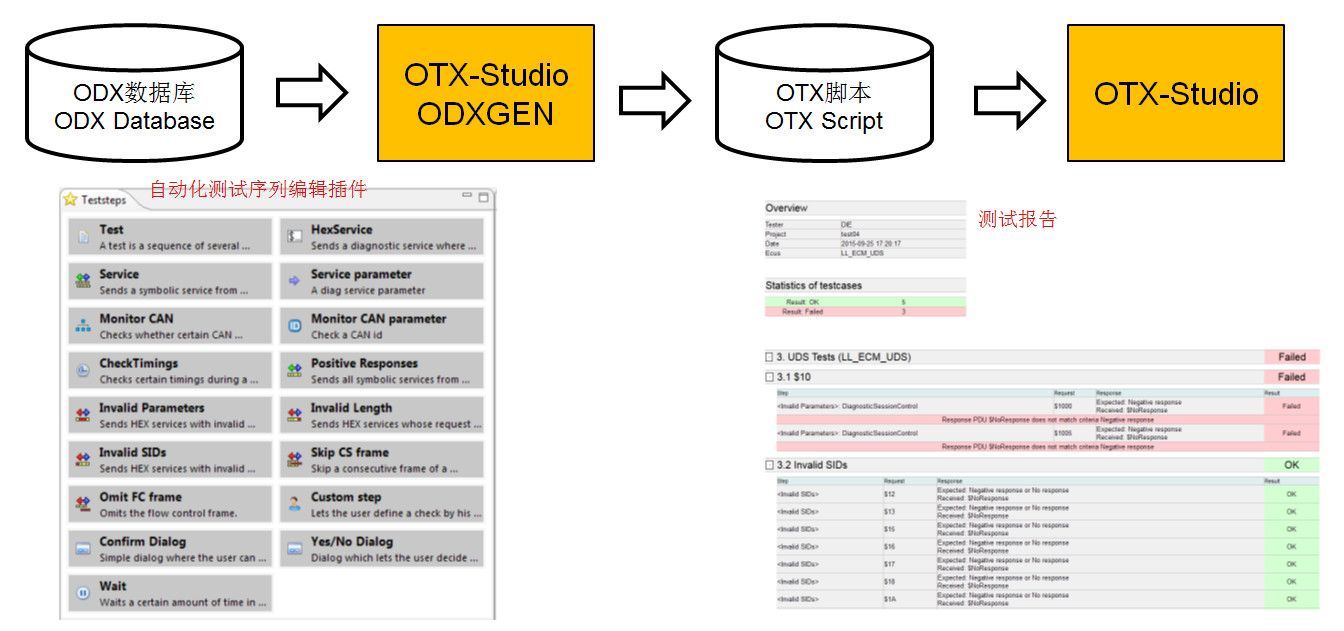 ODX数据库
ODX Database
OTX-Studio
ODXGEN
OTX脚本
OTX Script
OTX-Studio
自动化测试序列编辑插件
Teststeps
Test
A test is a sequence of several ...
HexService
Sends a diagnostic service where ...
Service
Sends a symbolic service from ...
Service parameter
A diag service parameter
Monitor CAN
Checks whether certain CAN ...
Monitor CAN parameter
Check a CAN id
CheckTimings
Checks certain timings during a ...
Positive Responses
Sends all symbolic services from ...
Invalid Parameters
Sends HEX services with invalid ...
Invalid Length
Sends HEX services whose request ...
Invalid SIDs
Sends HEX services with invalid ...
Skip CS frame
Skip a consecutive frame of a ...
Omit FC frame
Omits the flow control frame.
Custom step
Lets the user define a check by his ...
Confirm Dialog
Simple dialog where the user can ...
Yes/No Dialog
Dialog which lets the user decide ...
Wait
Waits a certain amount of time in ...
测试报告
Overview
Tester DIE
Project test04
Date 2015-09-25 17:20:17
Ecus LL_ECM_UDS
Statistics of testcases
Result: OK 5
Result: Failed 3
3. UDS Tests (LL_ECM_UDS) Failed
3.1 $10 Failed
Step Request Response Result
<Invalid Parameters>: DiagnosticSessionControl $1000 Expected: Negative response Failed
Received: $NoResponse
Response PDU $NoResponse does not match criteria Negative response
<Invalid Parameters>: DiagnosticSessionControl $1005 Expected: Negative response Failed
Received: $NoResponse
Response PDU $NoResponse does not match criteria Negative response
3.2 Invalid SIDs OK
Step Request Response Result
<Invalid SIDs> $12 Expected: Negative response or No response OK
Received: $NoResponse
<Invalid SIDs> $13 Expected: Negative response or No response OK
Received: $NoResponse
<Invalid SIDs> $15 Expected: Negative response or No response OK
Received: $NoResponse
<Invalid SIDs> $16 Expected: Negative response or No response OK
Received: $NoResponse
<Invalid SIDs> $17 Expected: Negative response or No response OK
Received: $NoResponse
<Invalid SIDs> $18 Expected: Negative response or No response OK
Received: $NoResponse
<Invalid SIDs> $1A Expected: Negative response or No response OK
Received: $NoResponse